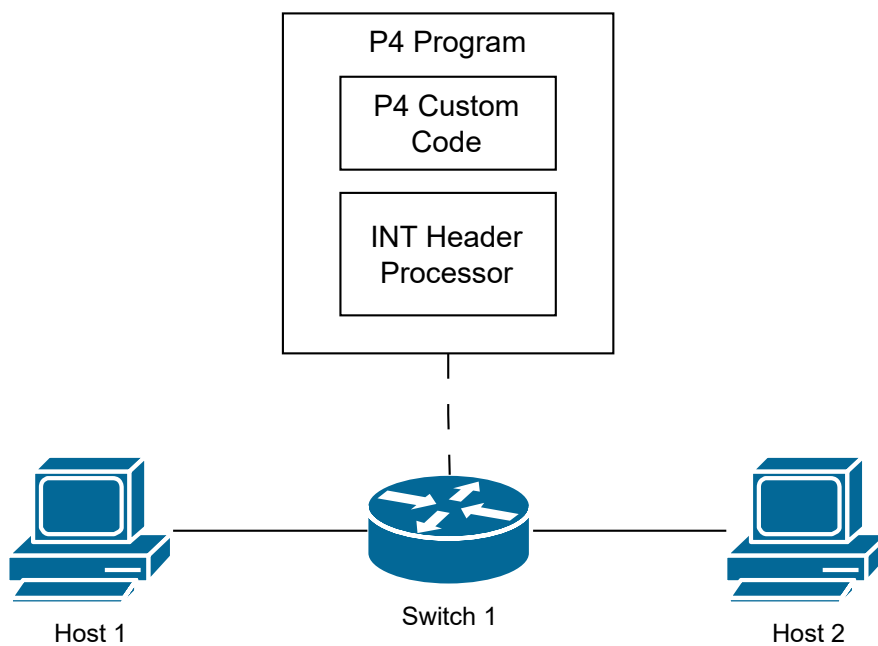 P4 Program
P4 Custom
Code
INT Header
Processor
Switch 1
Host 1
Host 2